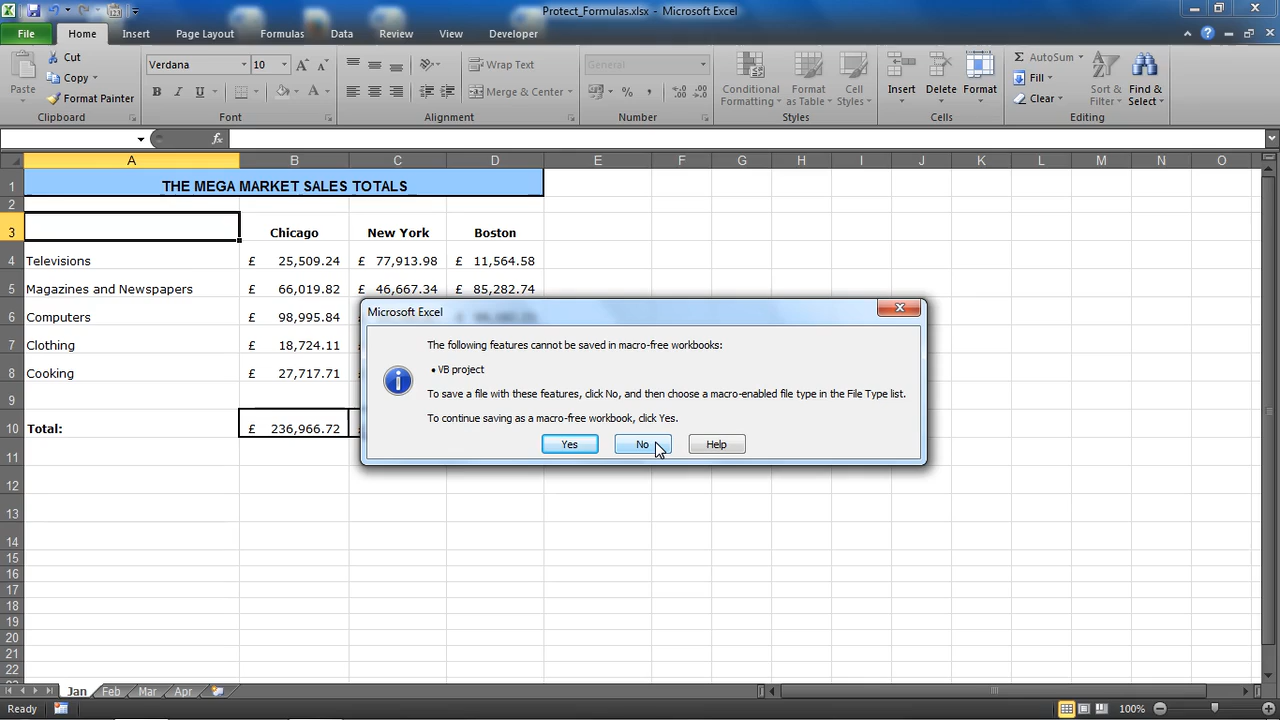 Protect_Formulas.xlsx - Microsoft Excel
File Home Insert Page Layout Formulas Data Review View Developer
Paste Cut Copy Format Painter
Verdana 10
Wrap Text
Merge & Center
General
Conditional Formatting Format as Table Cell Styles
Insert Delete Format
AutoSum Fill Clear
Sort & Filter Find & Select
Clipboard Font Alignment Number Styles Cells Editing
A B C D E F G H I J K L M N O
1 THE MEGA MARKET SALES TOTALS
2
3 Chicago New York Boston
4 Televisions £ 25,509.24 £ 77,913.98 £ 11,564.58
5 Magazines and Newspapers £ 66,019.82 £ 46,667.34 £ 85,282.74
6 Computers £ 98,995.84
7 Clothing £ 18,724.11
8 Cooking £ 27,717.71
9
10 Total: £ 236,966.72
11
12
13
14
15
16
17
18
19
20
21
22
Microsoft Excel
The following features cannot be saved in macro-free workbooks:
• VB project
To save a file with these features, click No, and then choose a macro-enabled file type in the File Type list.
To continue saving as a macro-free workbook, click Yes.
Yes No Help
Jan Feb Mar Apr
Ready 100%